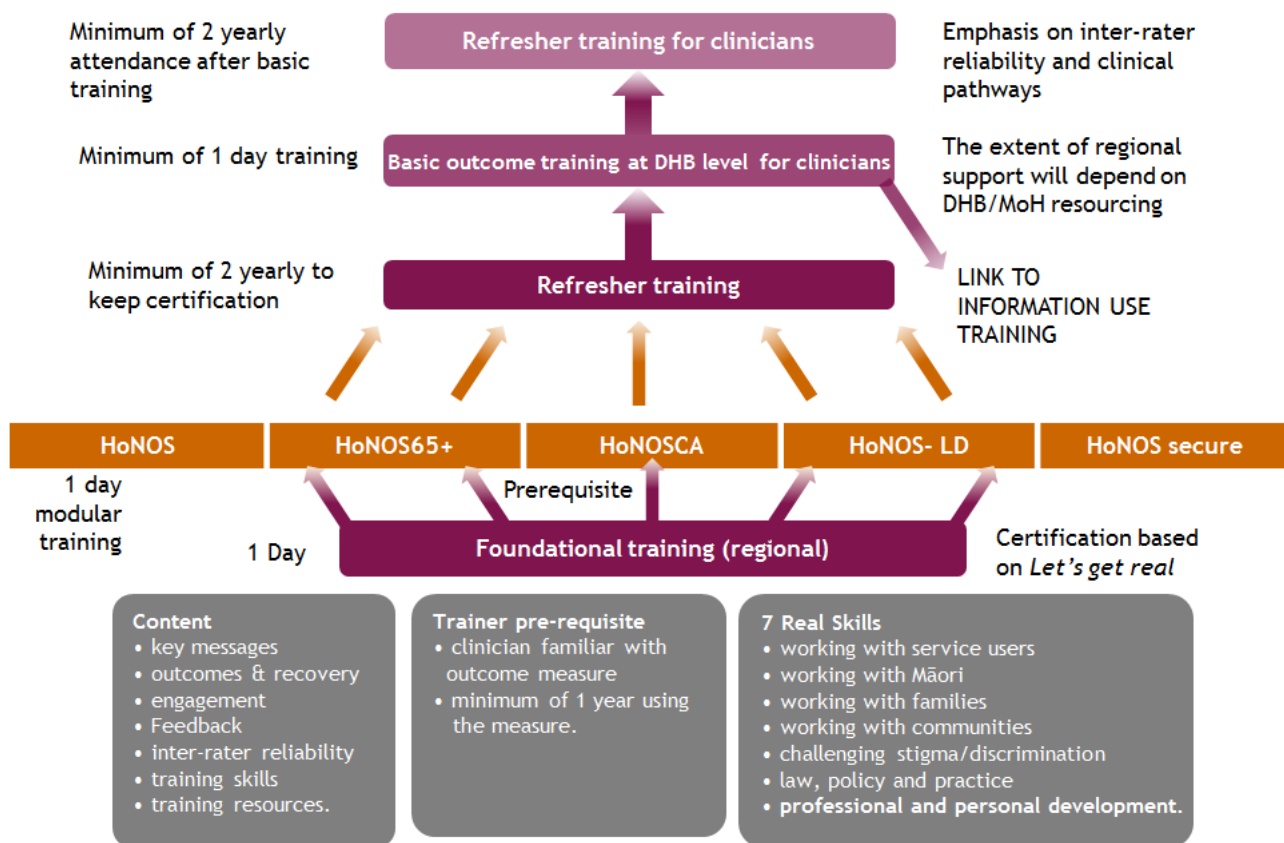 Minimum of 2 yearly
attendance after basic
training
Refresher training for clinicians
Emphasis on inter-rater
reliability and clinical
pathways
Minimum of 1 day training
Basic outcome training at DHB level for clinicians
The extent of regional
support will depend on
DHB/MoH resourcing
Minimum of 2 yearly to
keep certification
Refresher training
LINK TO
INFORMATION USE
TRAINING
HoNOS
HoNOS65+
HoNOSCA
HoNOS- LD
HoNOS secure
1 day
modular
training
Prerequisite
1 Day
Foundational training (regional)
Certification based
on Let's get real
Content
• key messages
• outcomes & recovery
• engagement
• Feedback
• inter-rater reliability
• training skills
• training resources.
Trainer pre-requisite
• clinician familiar with
outcome measure
• minimum of 1 year using
the measure.
7 Real Skills
• working with service users
• working with Māori
• working with families
• working with communities
• challenging stigma/discrimination
• law, policy and practice
• professional and personal development.